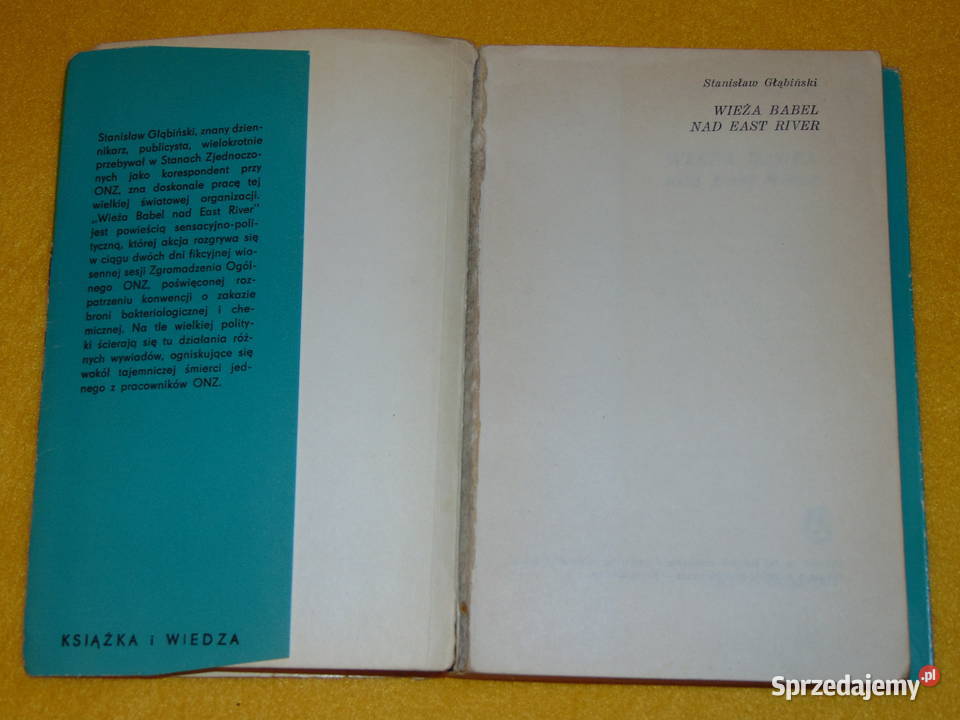 Stanisław Głąbiński, znany dzien-
nikarz, publicysta, wielokrotnie
przebywał w Stanach Zjednoczo-
nych jako korespondent przy
ONZ, zna doskonale pracę tej
wielkiej światowej organizacji.
„Wieża Babel nad East River"
jest powieścią sensacyjno-poli-
tyczną, której akcja rozgrywa się
w ciągu dwóch dni fikcyjnej wio-
sennej sesji Zgromadzenia Ogól-
nego ONZ, poświęconej roz-
patrzeniu konwencji o zakazie
broni bakteriologicznej i che-
micznej. Na tle wielkiej polity-
ki ścierają się tu działania róż-
nych wywiadów, ogniskujące się
wokół tajemniczej śmierci jed-
nego z pracowników ONZ.
KSIĄŻKA i WIEDZA
Stanisław Głąbiński
WIEŻA BABEL
NAD EAST RIVER
Sprzedajemy.pl